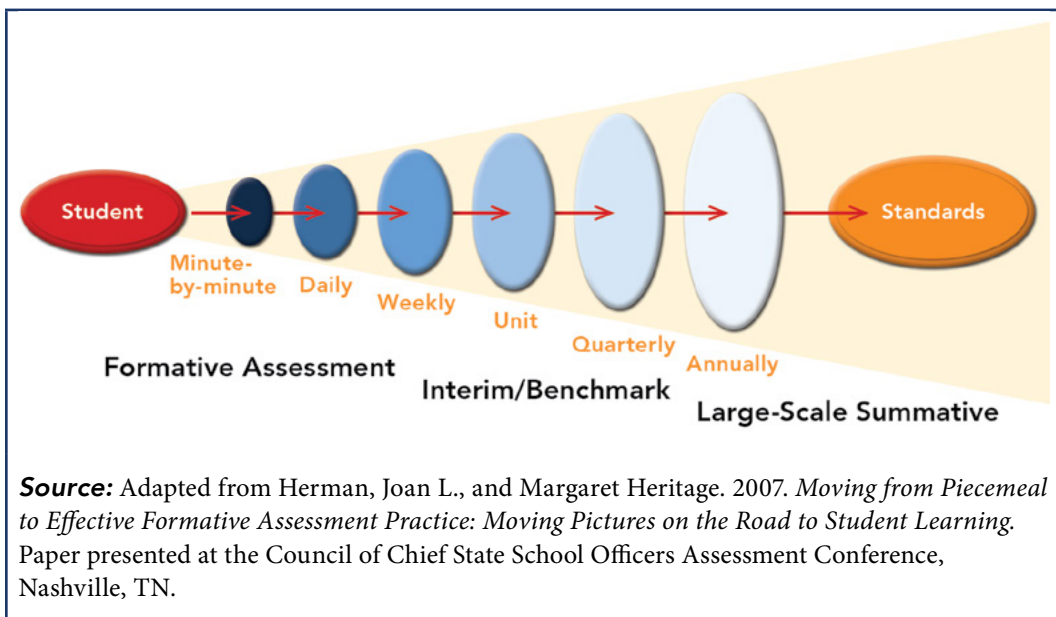 Student
Standards
Minute-
by-minute
Daily
Weekly
Unit
Quarterly
Annually
Formative Assessment
Interim/Benchmark
Large-Scale Summative
Source: Adapted from Herman, Joan L., and Margaret Heritage. 2007. Moving from Piecemeal
to Effective Formative Assessment Practice: Moving Pictures on the Road to Student Learning.
Paper presented at the Council of Chief State School Officers Assessment Conference,
Nashville, TN.